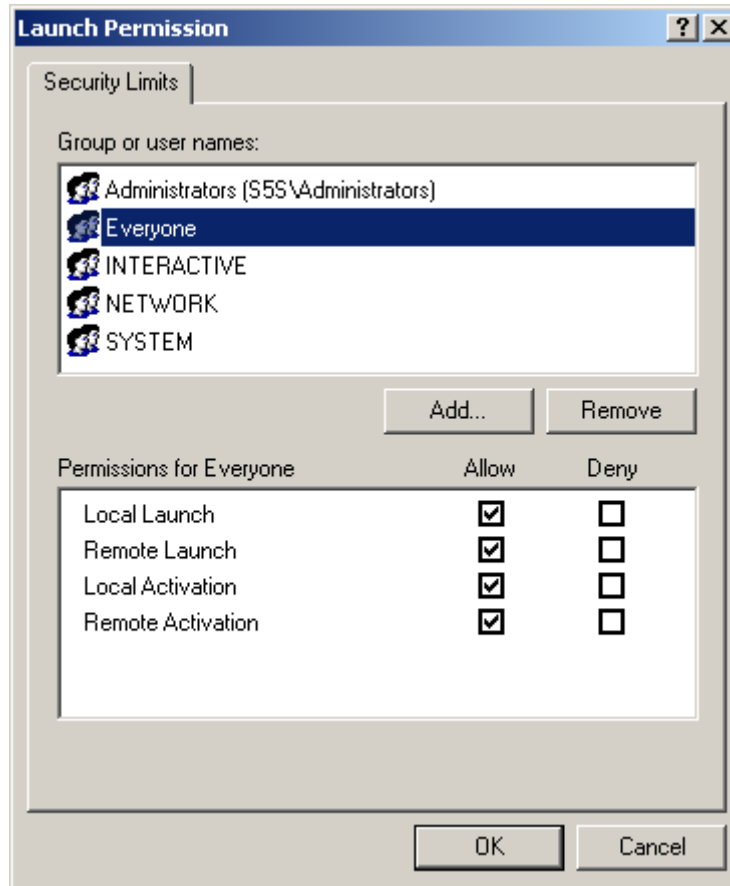 Launch Permission
Security Limits
Group or user names:
Administrators (S5S\Administrators)
Everyone
INTERACTIVE
NETWORK
SYSTEM
Add... Remove
Permissions for Everyone Allow Deny
Local Launch
Remote Launch
Local Activation
Remote Activation
OK Cancel